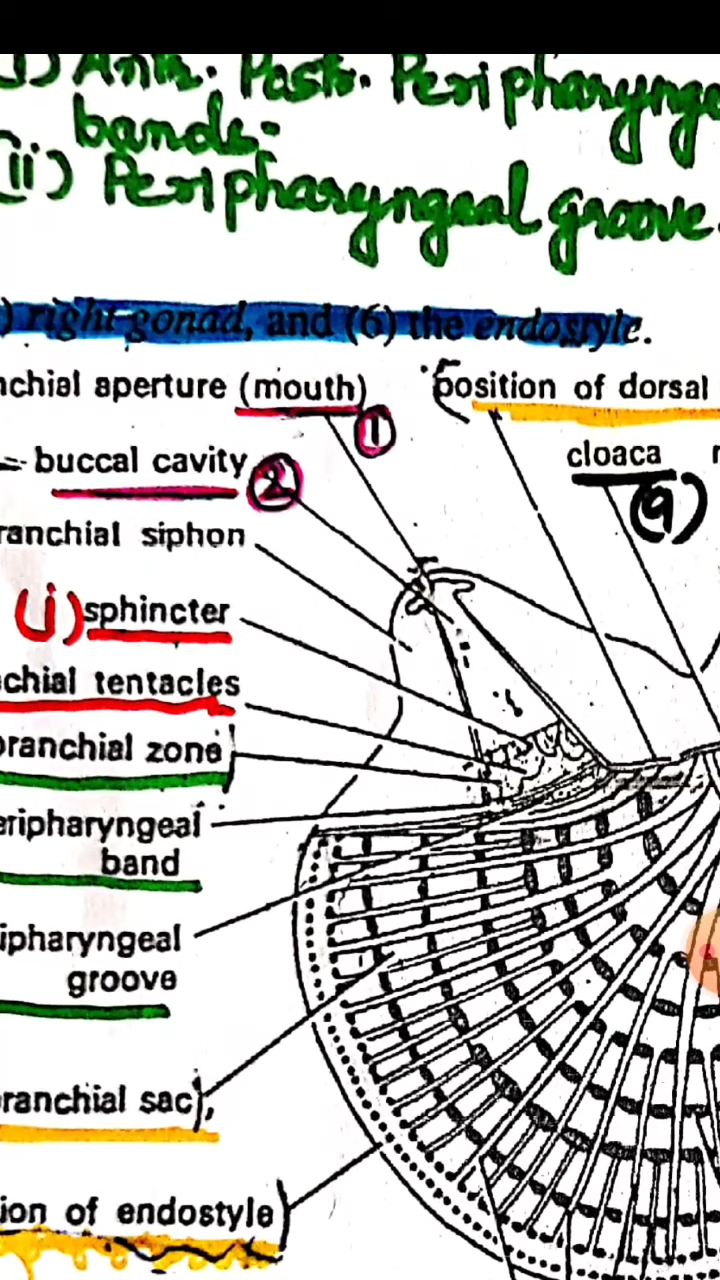 Post. Peripharynge
bands:
(ii) Peripharyngeal groove.
) right gonad, and (6) the endostyle.
nchial aperture (mouth)
1
(position of dorsal
= buccal cavity
2
cloaca
(9)
ranchial siphon
(i) sphincter
chial tentacles
branchial zone
eripharyngeal
band
ipharyngeal
groove
ranchial sac),
ion of endostyle)